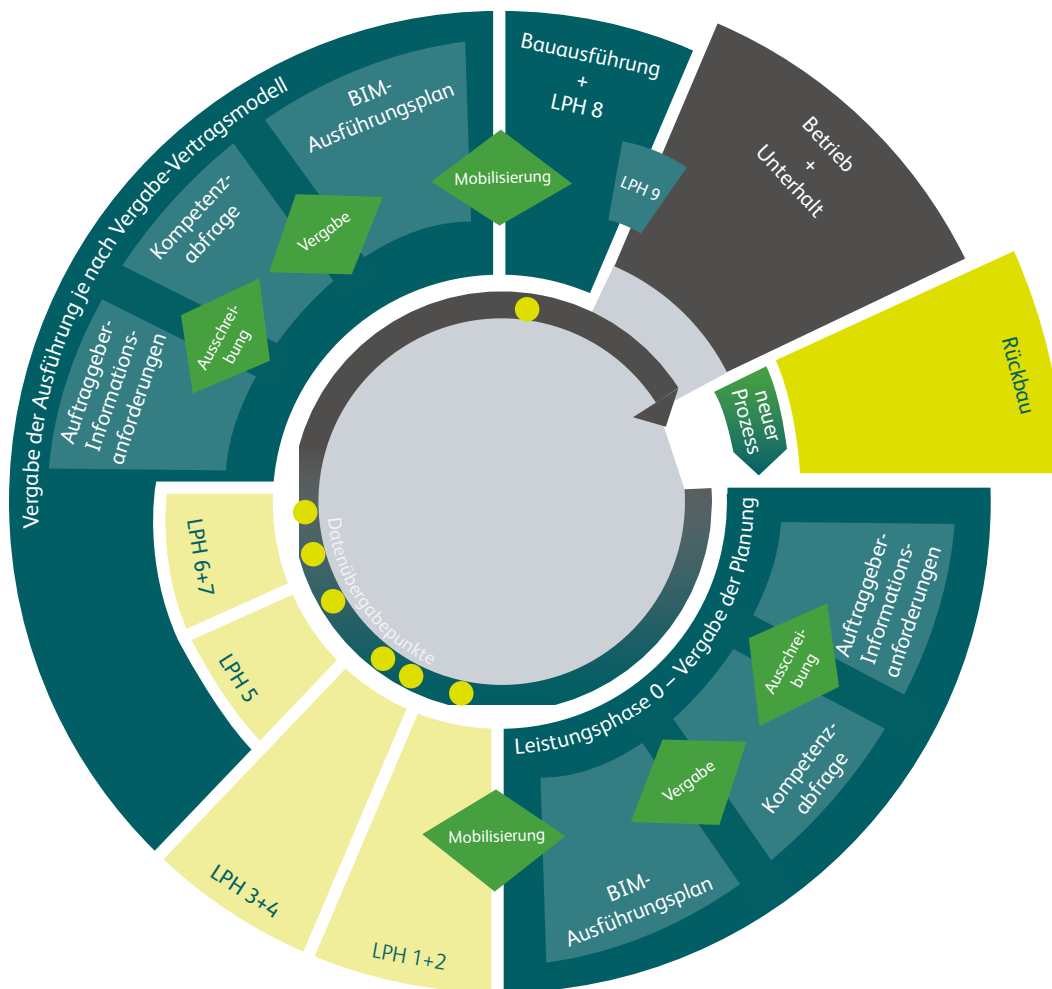 Bauausführung
+
LPH 8
LPH 9
Betrieb
+
Unterhalt
Rückbau
neuer
Prozess
Leistungsphase 0 – Vergabe der Planung
Auftraggeber-
Informations-
anforderungen
Ausschrei-
bung
Kompetenz-
abfrage
Vergabe
BIM-
Ausführungsplan
Mobilisierung
LPH 1+2
LPH 3+4
LPH 5
LPH 6+7
Datenübergabepunkte
Vergabe der Ausführung je nach Vergabe-Vertragsmodell
Auftraggeber-
Informations-
anforderungen
Ausschrei-
bung
Kompetenz-
abfrage
Vergabe
BIM-
Ausführungsplan
Mobilisierung